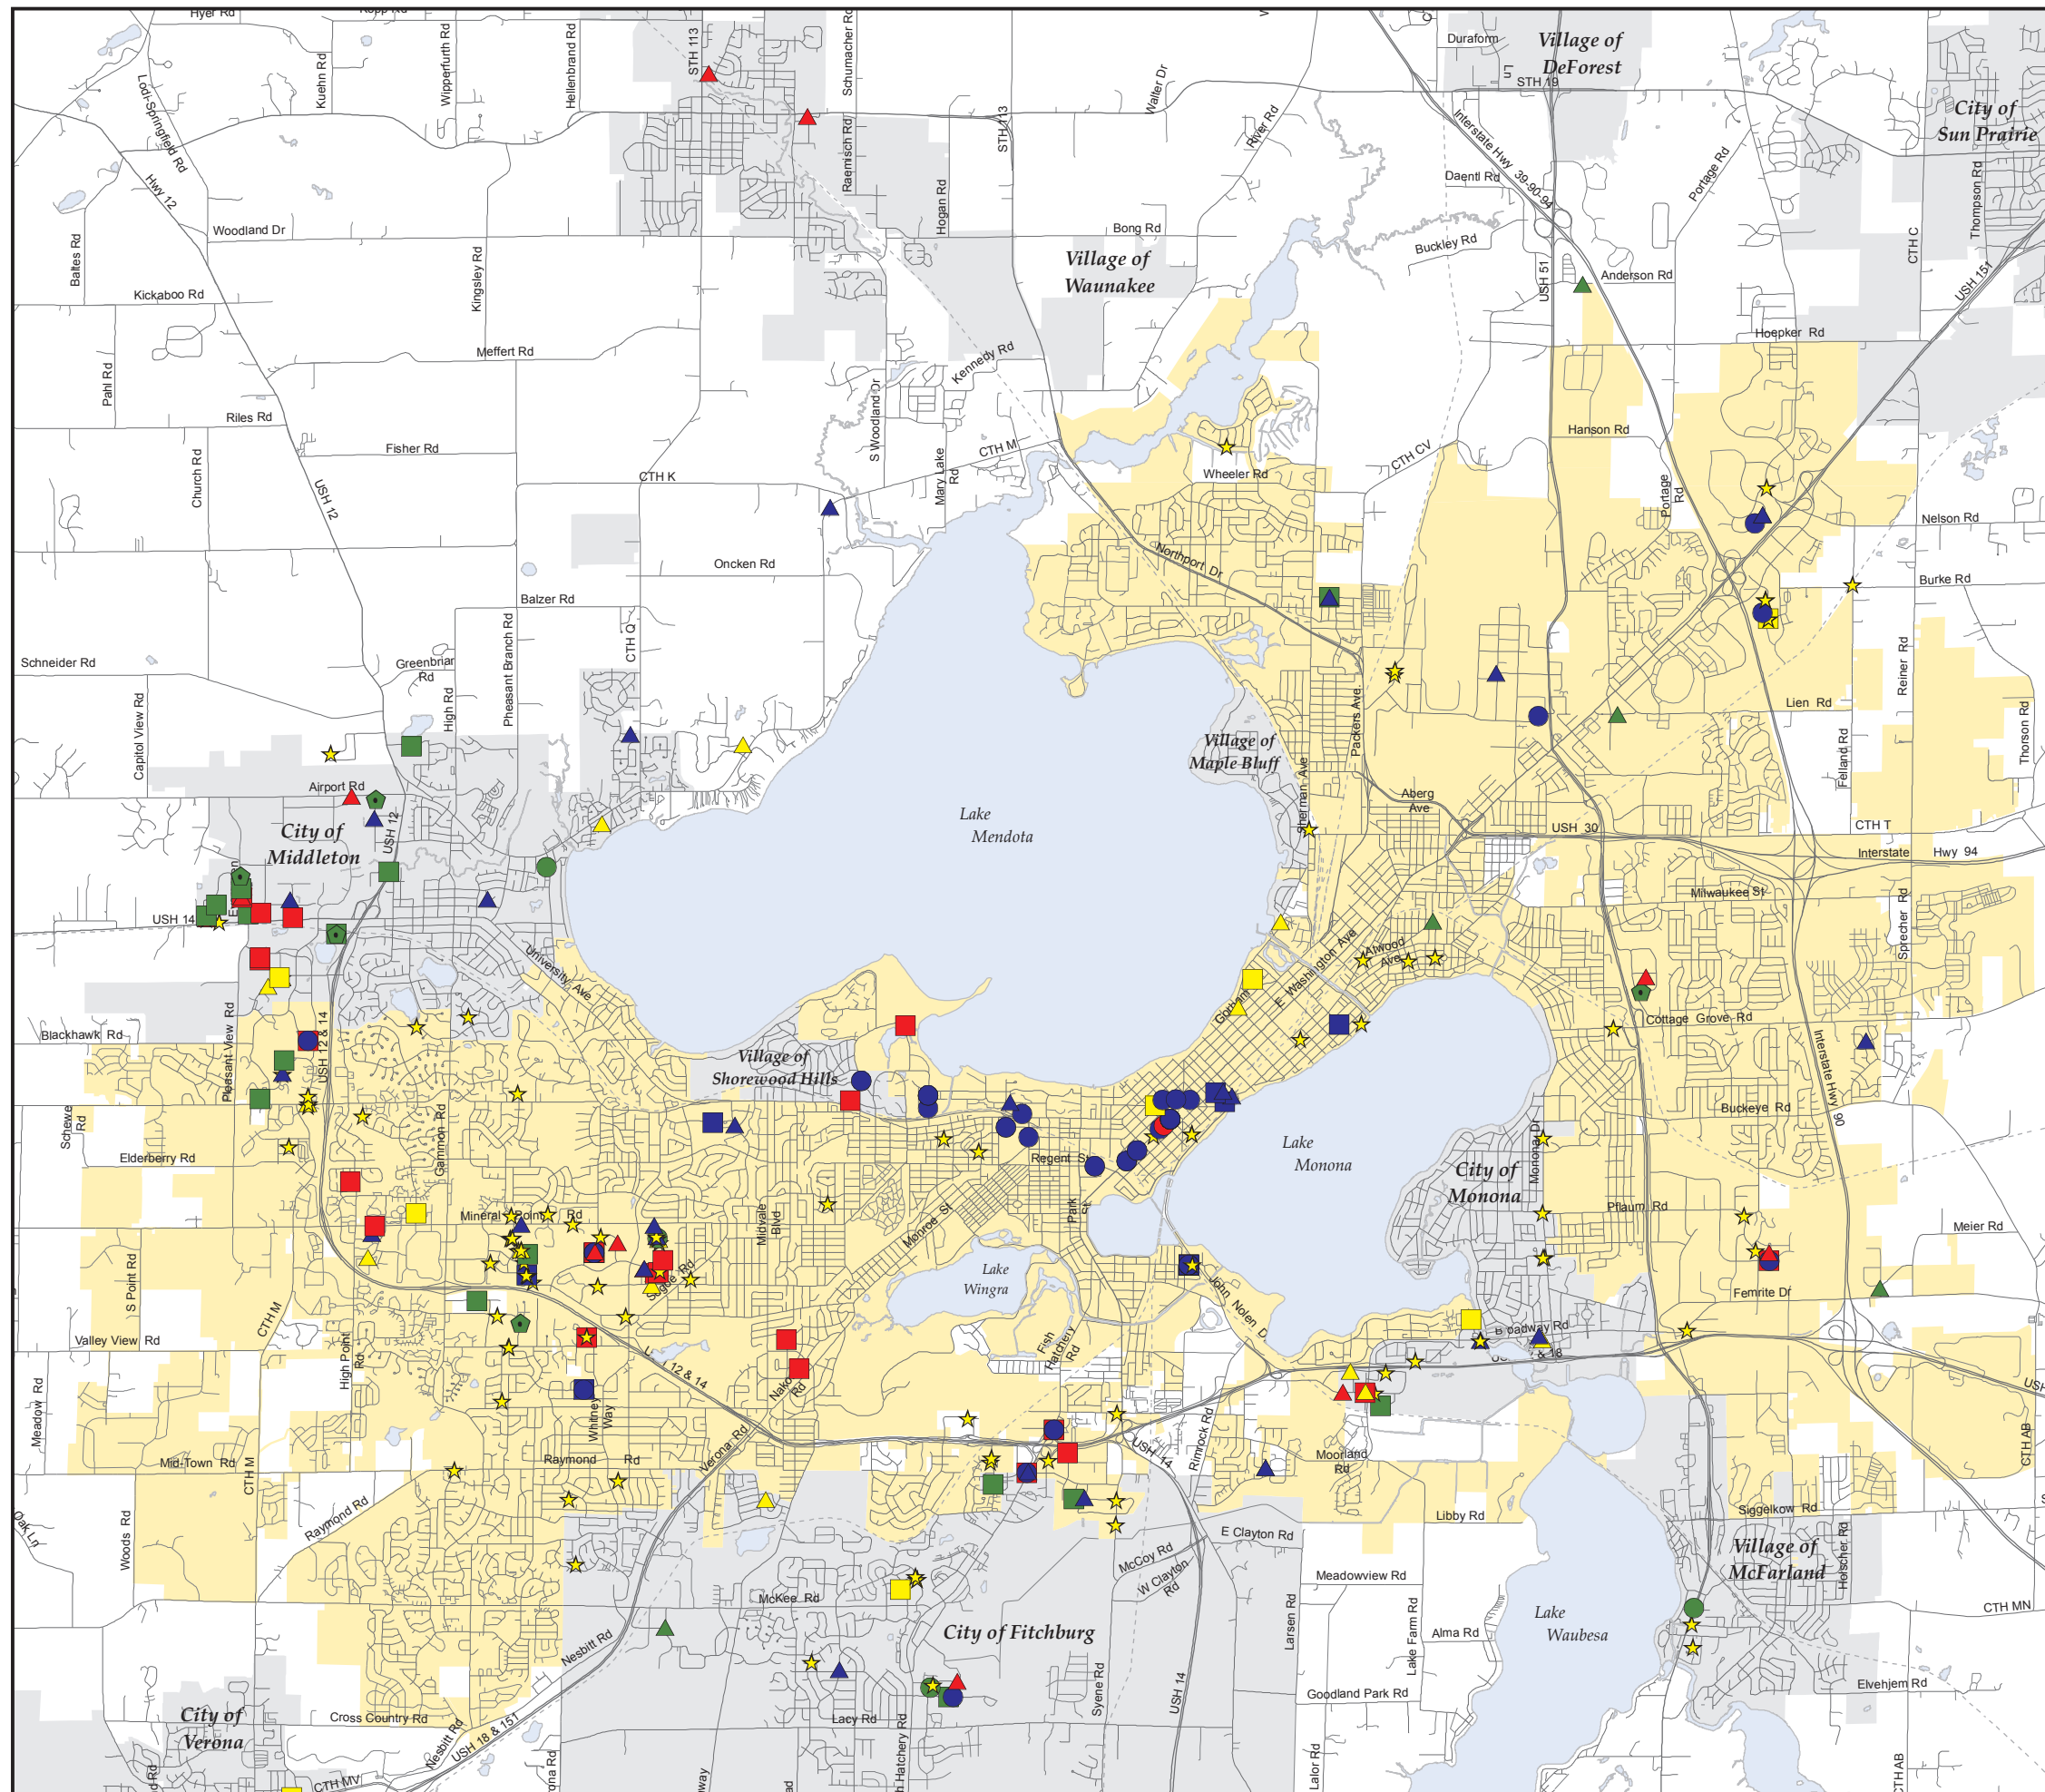 Hyer Rd
Kopp Rd
STH 113
Schumacher Rd
Duraform
Ln
Village of
DeForest
STH 19
City of
Sun Prairie
Kuehn Rd
Wipperfurth Rd
Hellenbrand Rd
Lodi-Springfield Rd
Hwy 12
Raemisch Rd
STH 113
Walter Dr
River Rd
Interstate Hwy 39-90-94
Daentl Rd
Portage Rd
Thompson Rd
Hogan Rd
Woodland Dr
Bong Rd
Buckley Rd
CTH C
Baltes Rd
Kingsley Rd
Village of
Waunakee
USH 51
Anderson Rd
USH 151
Kickaboo Rd
Hoepker Rd
Meffert Rd
Kennedy Rd
Pahl Rd
S Woodland Dr
Riles Rd
Hanson Rd
Fisher Rd
CTH M
CTH CV
Church Rd
USH 12
CTH K
Mary Lake
Rd
Wheeler Rd
Portage
Rd
Nelson Rd
Northport Dr
Oncken Rd
Burke Rd
Balzer Rd
Pheasant Branch Rd
CTH Q
Schneider Rd
Greenbriar
Rd
Reiner Rd
Capitol View Rd
High Rd
Packers Ave
Lien Rd
Thorson Rd
Felland Rd
Village of
Maple Bluff
Sherman Ave
Airport Rd
Aberg
Ave
Lake
Mendota
City of
Middleton
USH 12
USH 30
CTH T
Interstate Hwy 94
Milwaukee St
USH 14
Sprecher Rd
University Ave
Atwood
Ave
E Washington Ave
Gorham
Pleasant View Rd
USH 12 & 14
Blackhawk Rd
Cottage Grove Rd
Interstate Hwy 90
Village of
Shorewood Hills
Schewe
Rd
Gammon Rd
Buckeye Rd
Elderberry Rd
Regent St
Lake
Monona
Monona Dr
City of
Monona
Mineral Point Rd
Midvale
Blvd
Monroe St
Park
St
Pflaum Rd
Meier Rd
S Point Rd
Segoe Rd
Lake
Wingra
John Nolen D
Femrite Dr
CTH M
Valley View Rd
High Point
Rd
Fish
Hatchery
Rd
Broadway Rd
Meadow Rd
Whitney
Way
Verona Rd
USH 14
Rimrock Rd
Moorland
Rd
CTH AB
Mid-Town Rd
CTH M
Raymond Rd
Raymond Rd
Oak Ln
Woods Rd
Libby Rd
Siggelkow Rd
E Clayton Rd
McCoy Rd
W Clayton
Rd
Village of
McFarland
Holscher Rd
Meadowview Rd
McKee Rd
Larsen Rd
Lake Farm Rd
Lake
Waubesa
CTH MN
City of Fitchburg
Alma Rd
Nesbitt Rd
Syene Rd
USH 14
Elvehjem Rd
Goodland Park Rd
City of
Verona
Cross Country Rd
Lacy Rd
Nesbitt Rd
USH 18 & 151
CTH MV
Lalor Rd